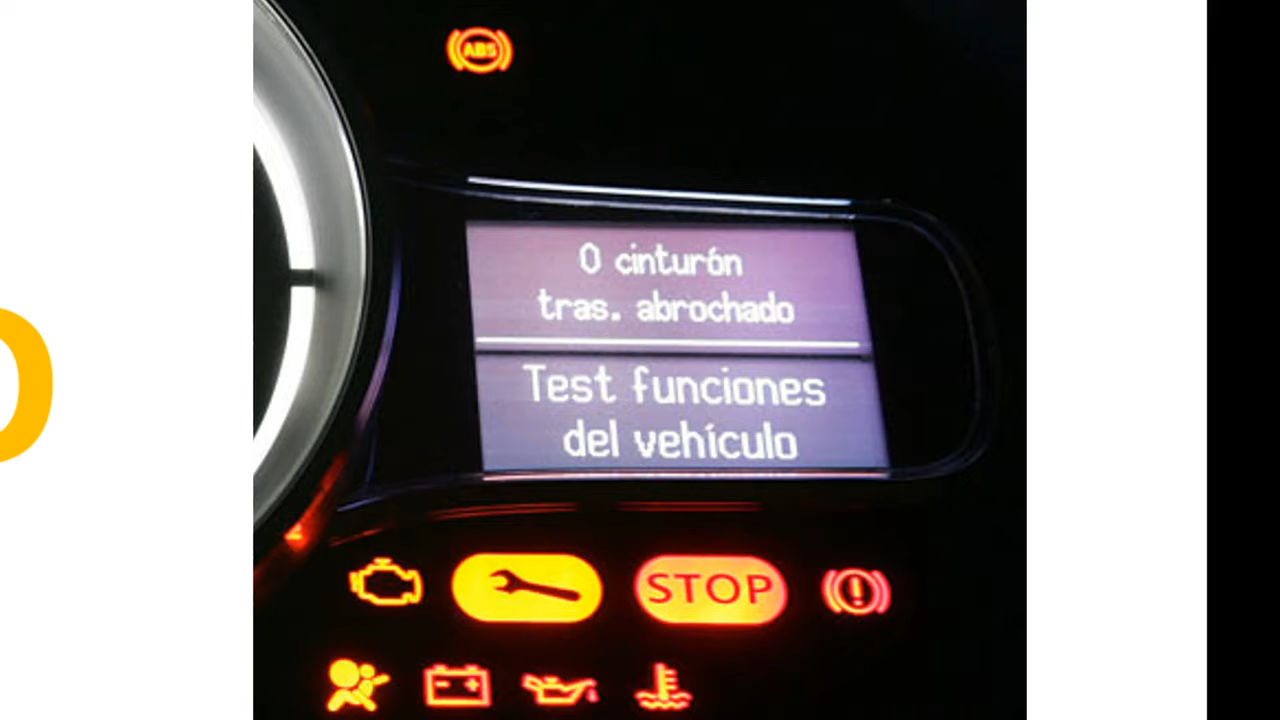 ABS
0 cinturón
tras. abrochado
Test funciones
del vehículo
STOP